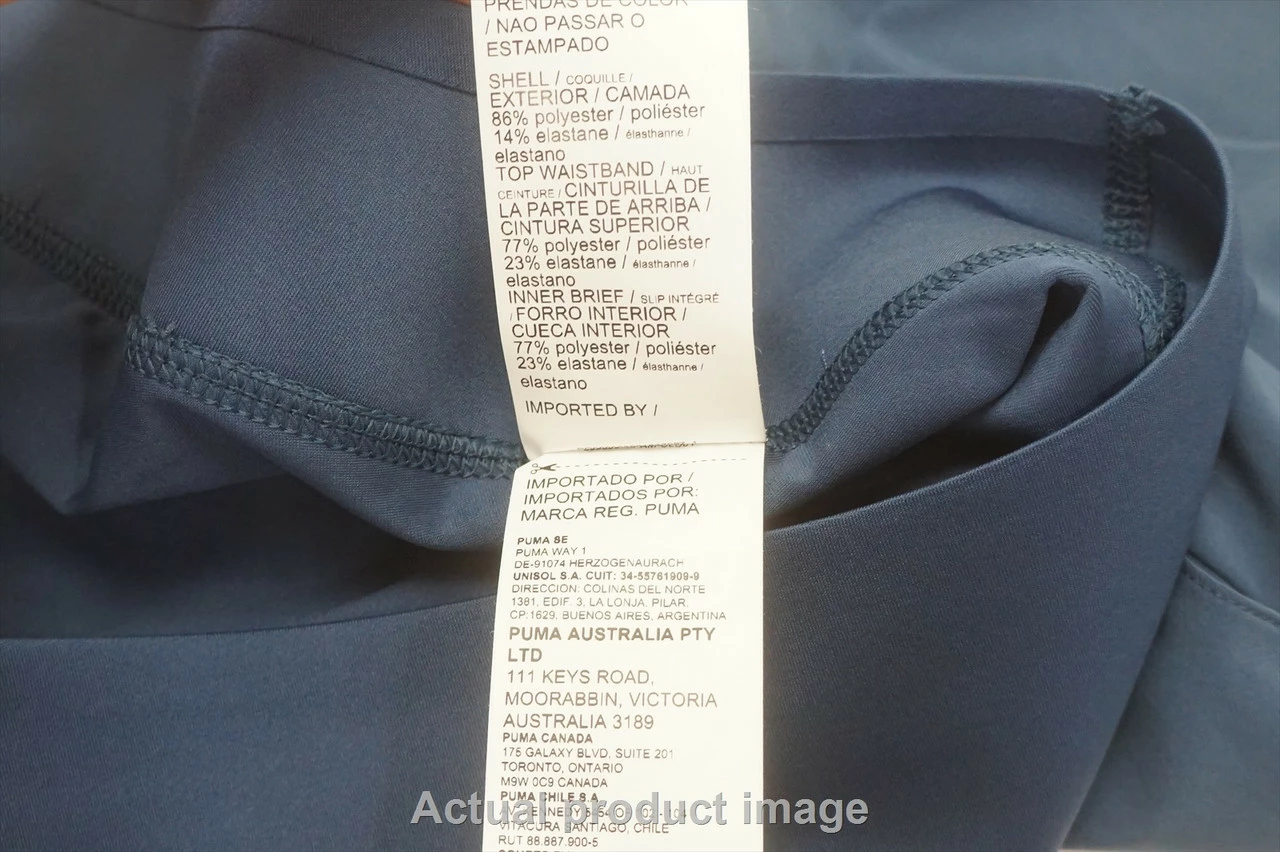 PRENDAS DE COLOR
/ NAO PASSAR O
ESTAMPADO
SHELL / COQUILLE /
EXTERIOR / CAMADA
86% polyester / poliéster
14% elastane / élasthanne /
elastano
TOP WAISTBAND / HAUT
CEINTURE / CINTURILLA DE
LA PARTE DE ARRIBA /
CINTURA SUPERIOR
77% polyester / poliéster
23% elastane / élasthanne /
elastano
INNER BRIEF / SLIP INTÉGRÉ
/ FORRO INTERIOR /
CUECA INTERIOR
77% polyester / poliéster
23% elastane / élasthanne /
elastano
IMPORTED BY /
IMPORTADO POR /
IMPORTADOS POR:
MARCA REG. PUMA
PUMA SE
PUMA WAY 1
DE-91074 HERZOGENAURACH
UNISOL S.A. CUIT: 34-55761909-9
DIRECCION: COLINAS DEL NORTE
1381, EDIF. 3, LA LONJA. PILAR.
CP:1629, BUENOS AIRES, ARGENTINA
PUMA AUSTRALIA PTY
LTD
111 KEYS ROAD,
MOORABBIN, VICTORIA
AUSTRALIA 3189
PUMA CANADA
175 GALAXY BLVD, SUITE 201
TORONTO, ONTARIO
M9W 0C9 CANADA
PUMA CHILE S.A.
Actual product image
VITACURA SANTIAGO, CHILE
RUT 88.887.900-5